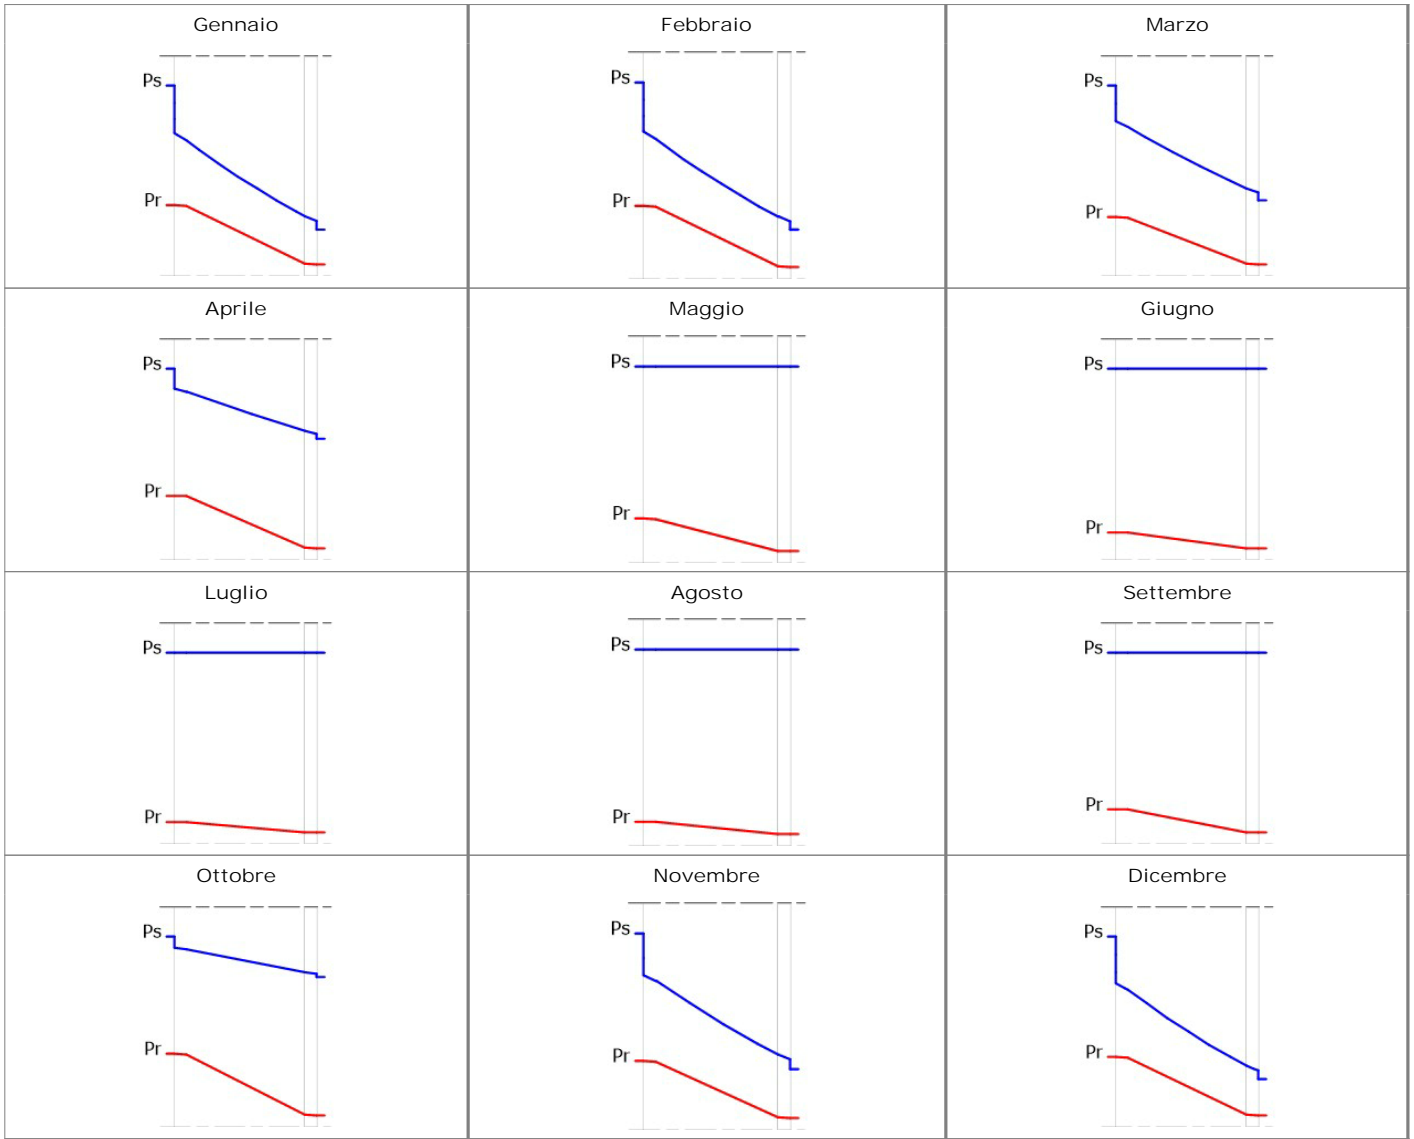 Gennaio
Febbraio
Marzo
Ps
Ps
Ps
Pr
Pr
Pr
Aprile
Maggio
Giugno
Ps
Ps
Ps
Pr
Pr
Pr
Luglio
Agosto
Settembre
Ps
Ps
Ps
Pr
Pr
Pr
Ottobre
Novembre
Dicembre
Ps
Ps
Ps
Pr
Pr
Pr